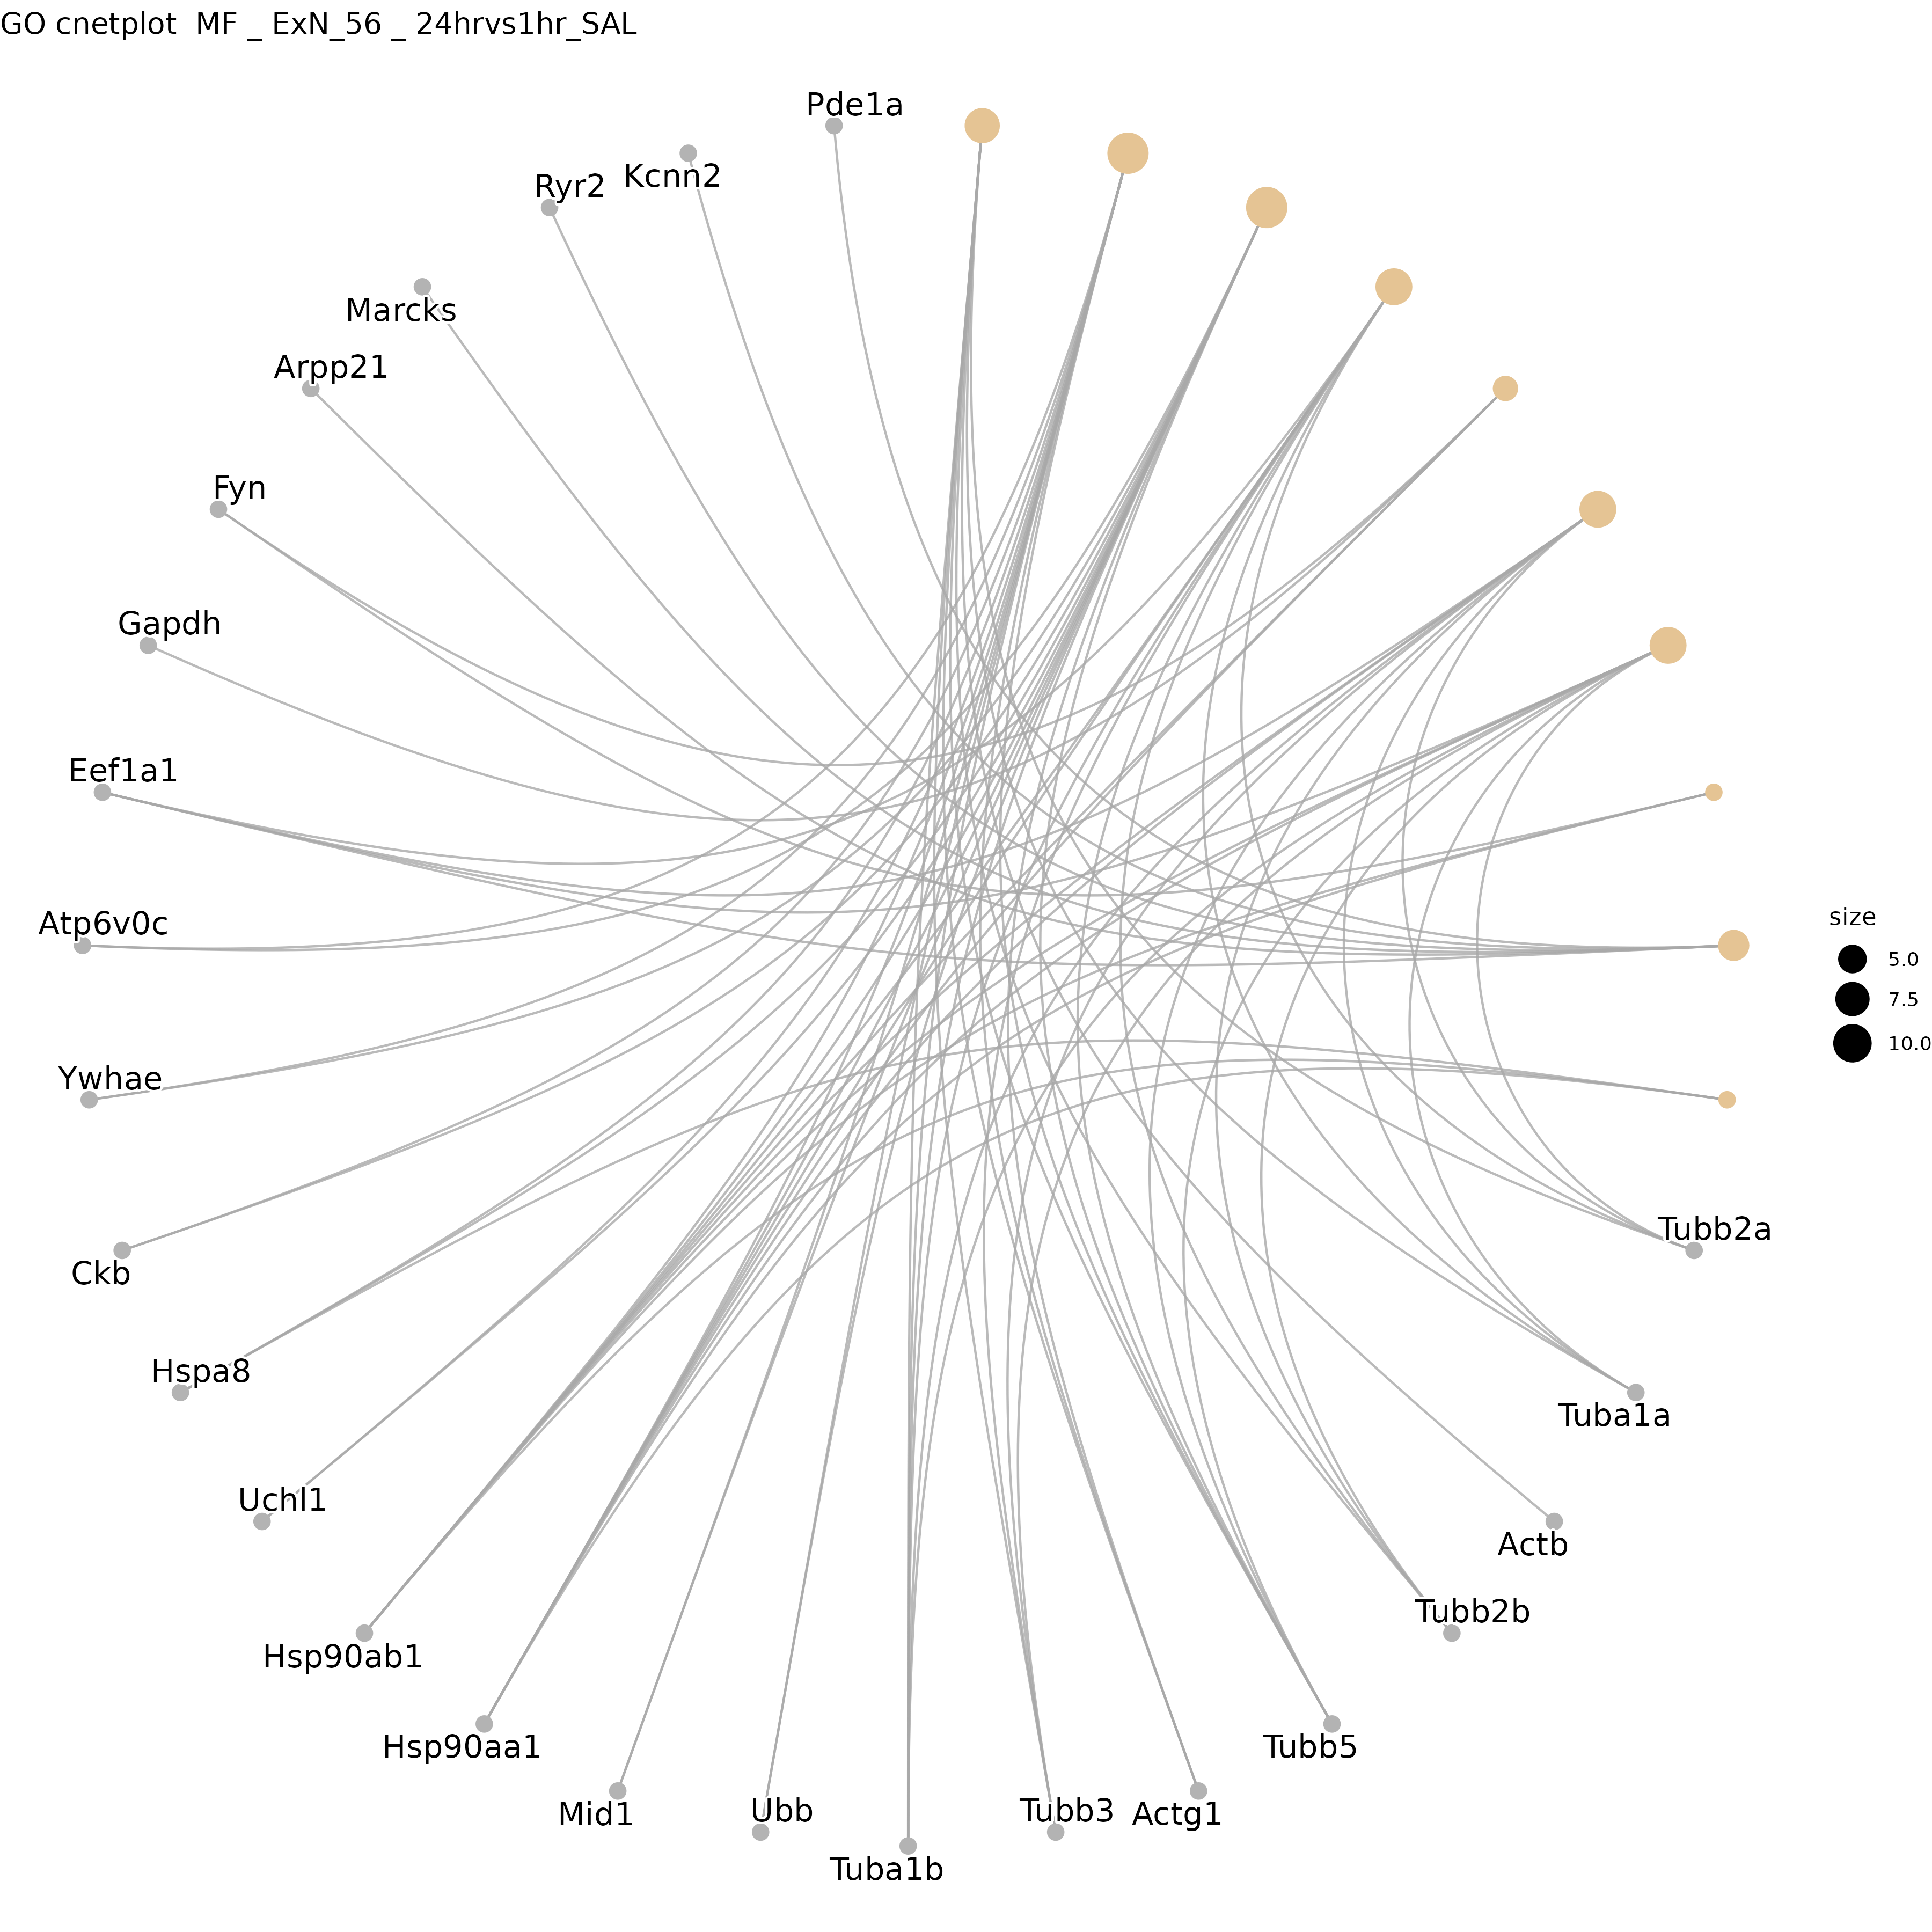 GO cnetplot  MF _ ExN_56 _ 24hrvs1hr_SAL
Pde1a
Kcnn2
Ryr2
Marcks
Arpp21
Fyn
Gapdh
Eef1a1
Atp6v0c
Ywhae
Ckb
Hspa8
Uchl1
Hsp90ab1
Hsp90aa1
Mid1
Ubb
Tuba1b
Tubb3
Actg1
Tubb5
Tubb2b
Actb
Tuba1a
Tubb2a
size
5.0
7.5
10.0